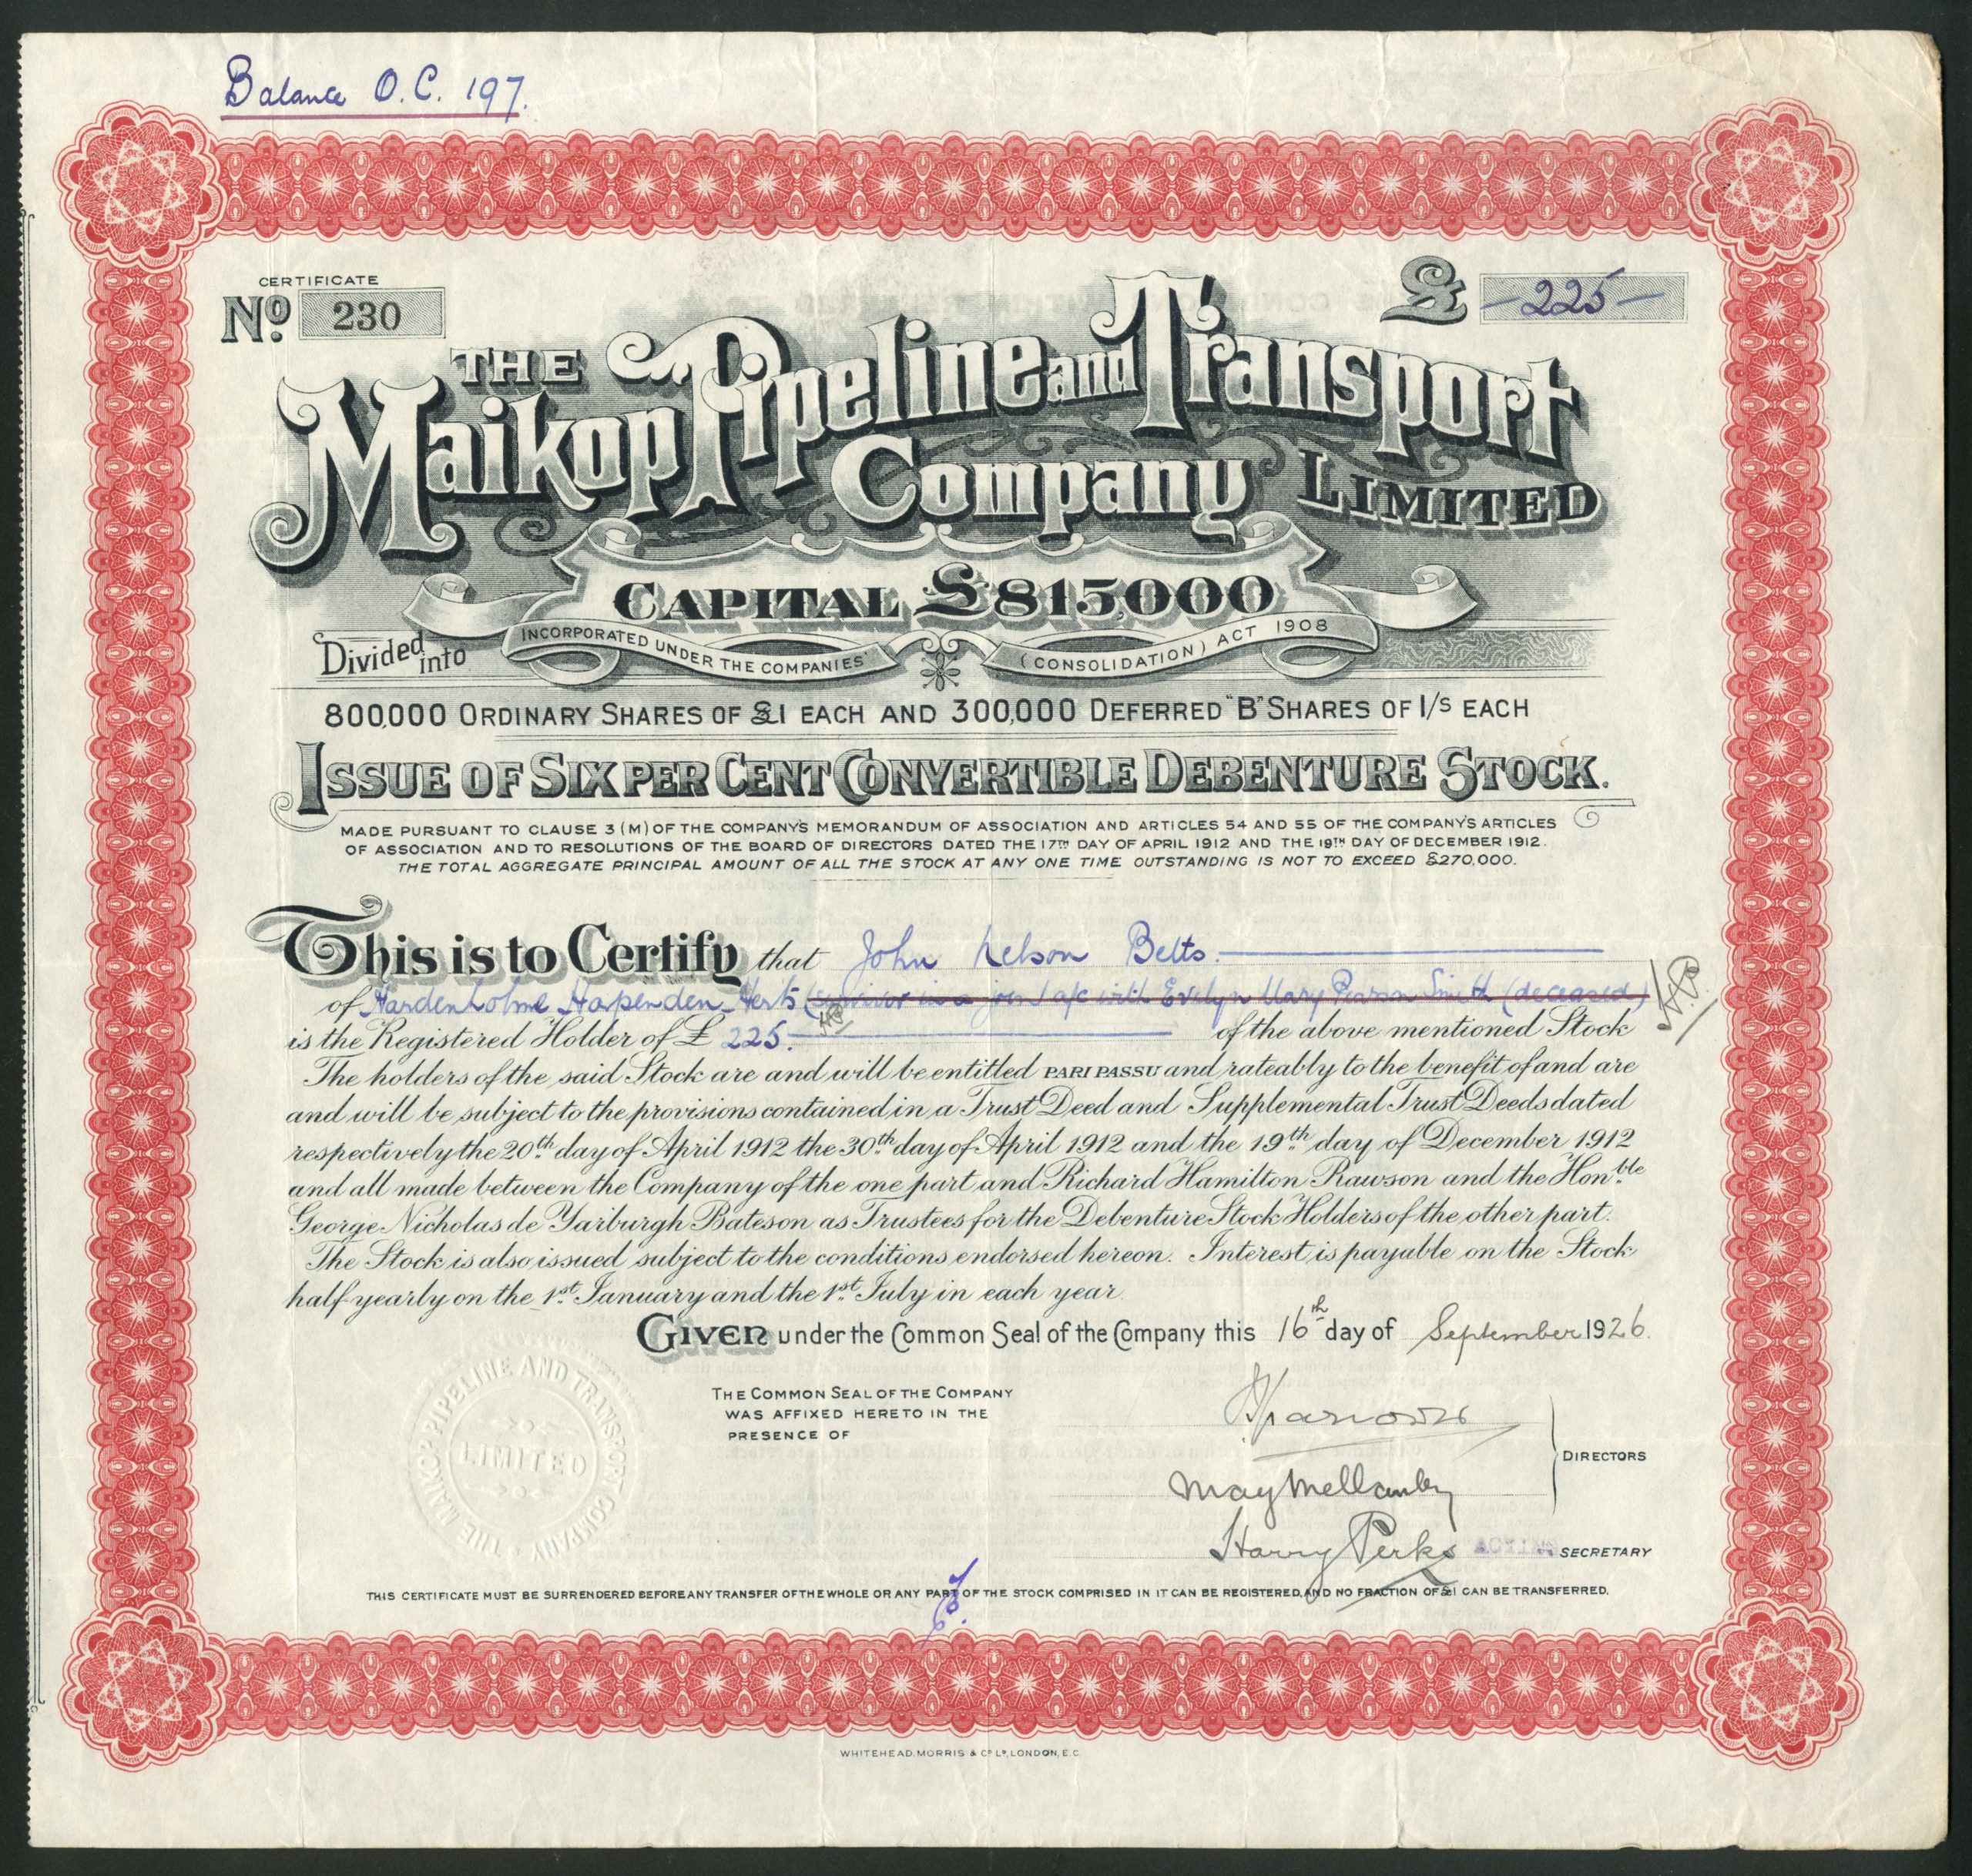 Balance O.C. 197.
CERTIFICATE
No. 230
£ -225-
THE
Maikop Pipeline and Transport
Company LIMITED
CAPITAL £815,000
Divided into
INCORPORATED UNDER THE COMPANIES' (CONSOLIDATION) ACT 1908
800,000 ORDINARY SHARES OF £1 EACH AND 300,000 DEFERRED "B" SHARES OF 1/s EACH
ISSUE OF SIX PER CENT CONVERTIBLE DEBENTURE STOCK.
MADE PURSUANT TO CLAUSE 3 (M) OF THE COMPANY'S MEMORANDUM OF ASSOCIATION AND ARTICLES 54 AND 55 OF THE COMPANY'S ARTICLES
OF ASSOCIATION AND TO RESOLUTIONS OF THE BOARD OF DIRECTORS DATED THE 17TH DAY OF APRIL 1912 AND THE 19TH DAY OF DECEMBER 1912.
THE TOTAL AGGREGATE PRINCIPAL AMOUNT OF ALL THE STOCK AT ANY ONE TIME OUTSTANDING IS NOT TO EXCEED £270,000.
This is to Certify that John Nelson Betts.
of Hardenholme Harpenden Herts (survivor in a joint a/c with Evelyn Mary Pearson Smith (deceased)
H.P.
is the Registered Holder of £ 225. of the above mentioned Stock
The holders of the said Stock are and will be entitled PARI PASSU and rateably to the benefit of and are
and will be subject to the provisions contained in a Trust Deed and Supplemental Trust Deeds dated
respectively the 20th day of April 1912 the 30th day of April 1912 and the 19th day of December 1912
and all made between the Company of the one part and Richard Hamilton Rawson and the Honble
George Nicholas de Yarburgh Bateson as Trustees for the Debenture Stock Holders of the other part.
The Stock is also issued subject to the conditions endorsed hereon. Interest is payable on the Stock
half yearly on the 1st January and the 1st July in each year.
GIVEN under the Common Seal of the Company this 16th day of September 1926.
THE MAIKOP PIPELINE AND TRANSPORT COMPANY
LIMITED
THE COMMON SEAL OF THE COMPANY
WAS AFFIXED HERETO IN THE
PRESENCE OF
May Mellanby
DIRECTORS
Harry Perks
SECRETARY
THIS CERTIFICATE MUST BE SURRENDERED BEFORE ANY TRANSFER OF THE WHOLE OR ANY PART OF THE STOCK COMPRISED IN IT CAN BE REGISTERED, AND NO FRACTION OF £1 CAN BE TRANSFERRED.
WHITEHEAD, MORRIS & Co Ld, LONDON, E.C.